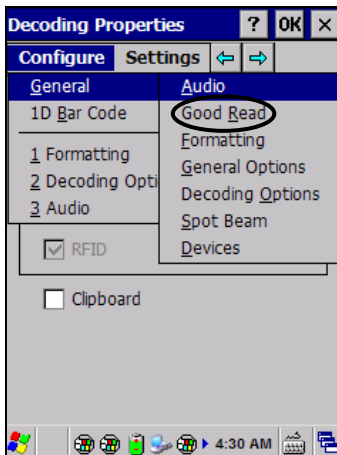 Decoding Properties ? OK ×
Configure Settings
General
1D Bar Code
1 Formatting
2 Decoding Opti
3 Audio
Audio
Good Read
Formatting
General Options
Decoding Options
Spot Beam
Devices
RFID
Clipboard
4:30 AM